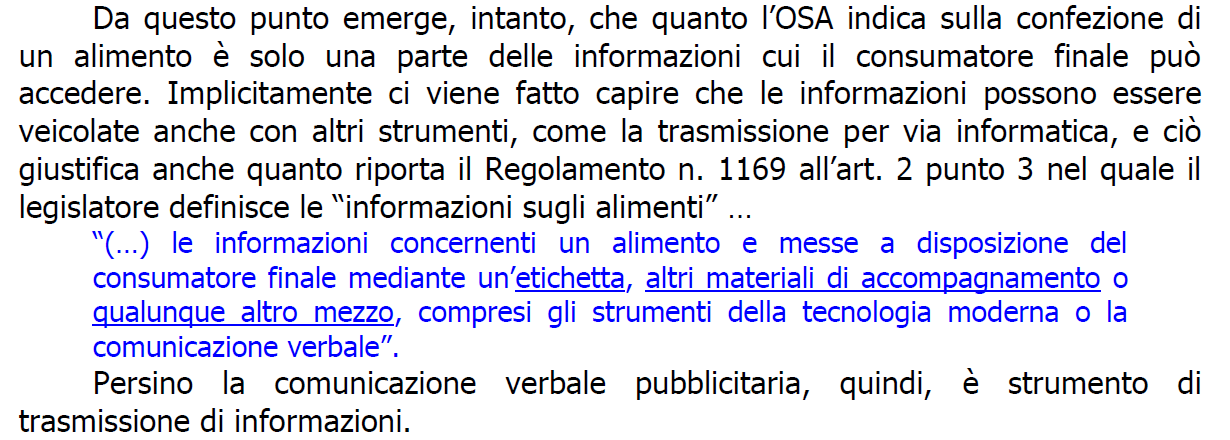 Da questo punto emerge, intanto, che quanto l’OSA indica sulla confezione di
un alimento è solo una parte delle informazioni cui il consumatore finale può
accedere. Implicitamente ci viene fatto capire che le informazioni possono essere
veicolate anche con altri strumenti, come la trasmissione per via informatica, e ciò
giustifica anche quanto riporta il Regolamento n. 1169 all’art. 2 punto 3 nel quale il
legislatore definisce le “informazioni sugli alimenti” …
“(…) le informazioni concernenti un alimento e messe a disposizione del
consumatore finale mediante un’etichetta, altri materiali di accompagnamento o
qualunque altro mezzo, compresi gli strumenti della tecnologia moderna o la
comunicazione verbale”.
Persino la comunicazione verbale pubblicitaria, quindi, è strumento di
trasmissione di informazioni.